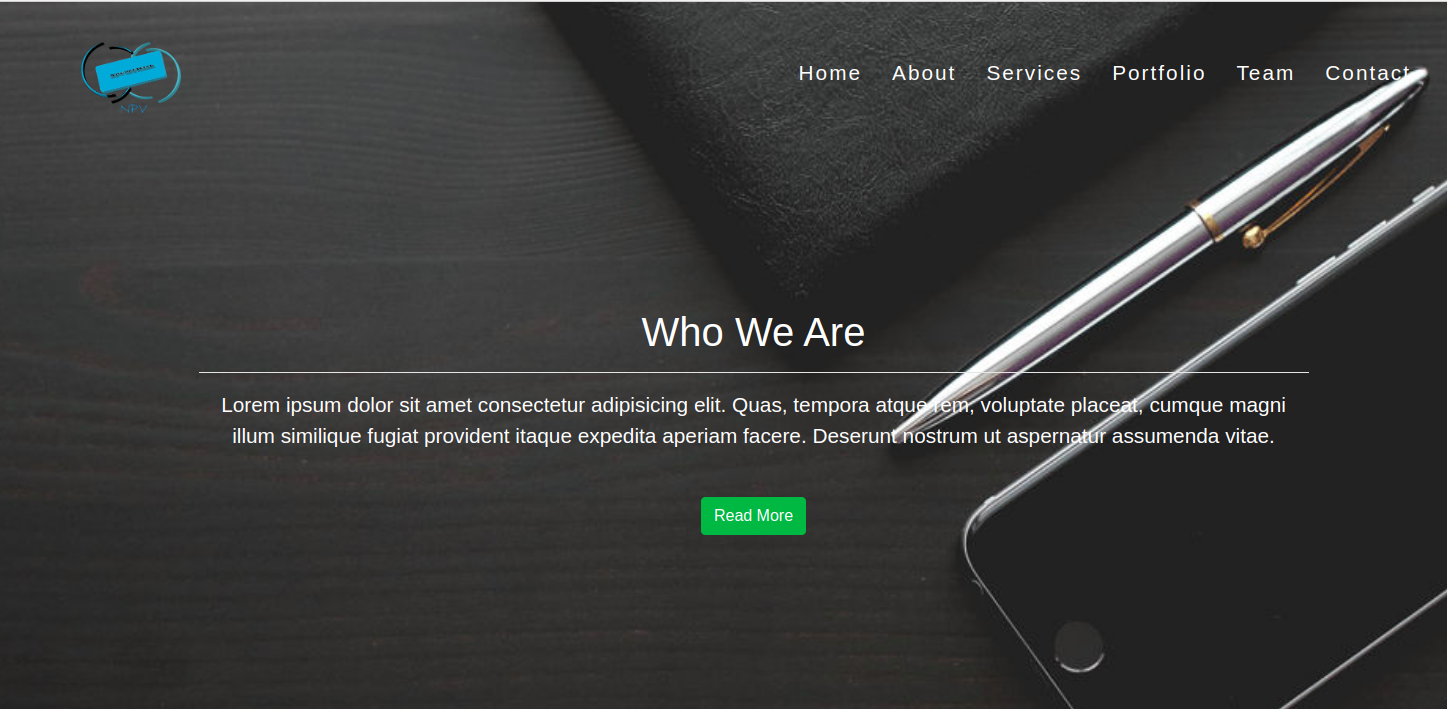 Home About Services Portfolio Team Contact
Who We Are
Lorem ipsum dolor sit amet consectetur adipisicing elit. Quas, tempora atque rem, voluptate placeat, cumque magni
illum similique fugiat provident itaque expedita aperiam facere. Deserunt nostrum ut aspernatur assumenda vitae.
Read More